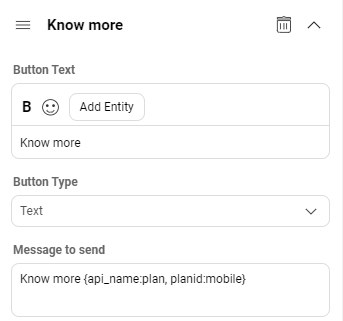 Know more
Button Text
B Add Entity
Know more
Button Type
Text
Message to send
Know more {api_name:plan, planid:mobile}